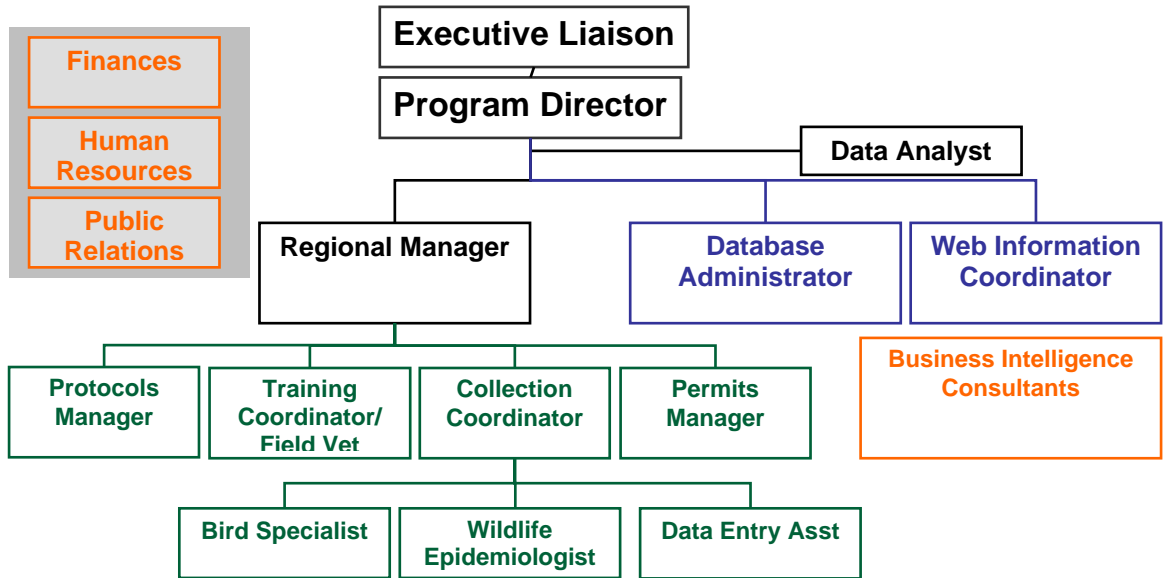 Executive Liaison
Finances
Program Director
Human
Resources
Data Analyst
Public
Relations
Regional Manager
Database
Administrator
Web Information
Coordinator
Business Intelligence
Consultants
Protocols
Manager
Training
Coordinator/
Field Vet
Collection
Coordinator
Permits
Manager
Bird Specialist
Wildlife
Epidemiologist
Data Entry Asst